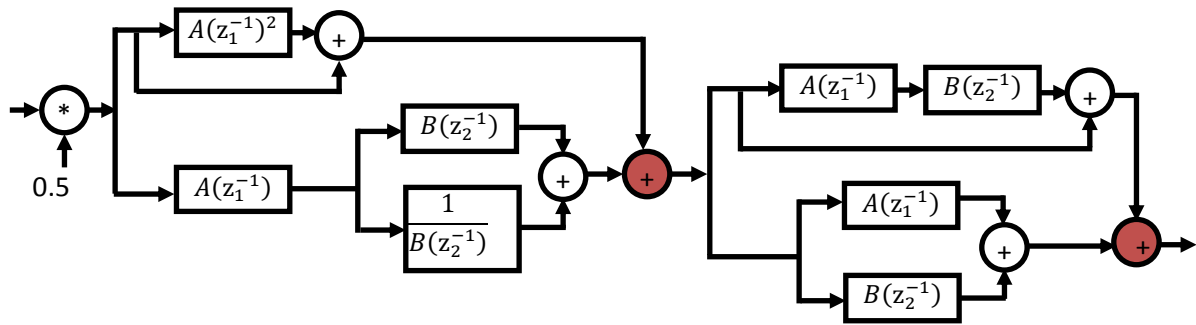 A(z₁⁻¹)²
+
*
0.5
A(z₁⁻¹)
B(z₂⁻¹)
1
B(z₂⁻¹)
+
+
A(z₁⁻¹)
B(z₂⁻¹)
+
A(z₁⁻¹)
B(z₂⁻¹)
+
+